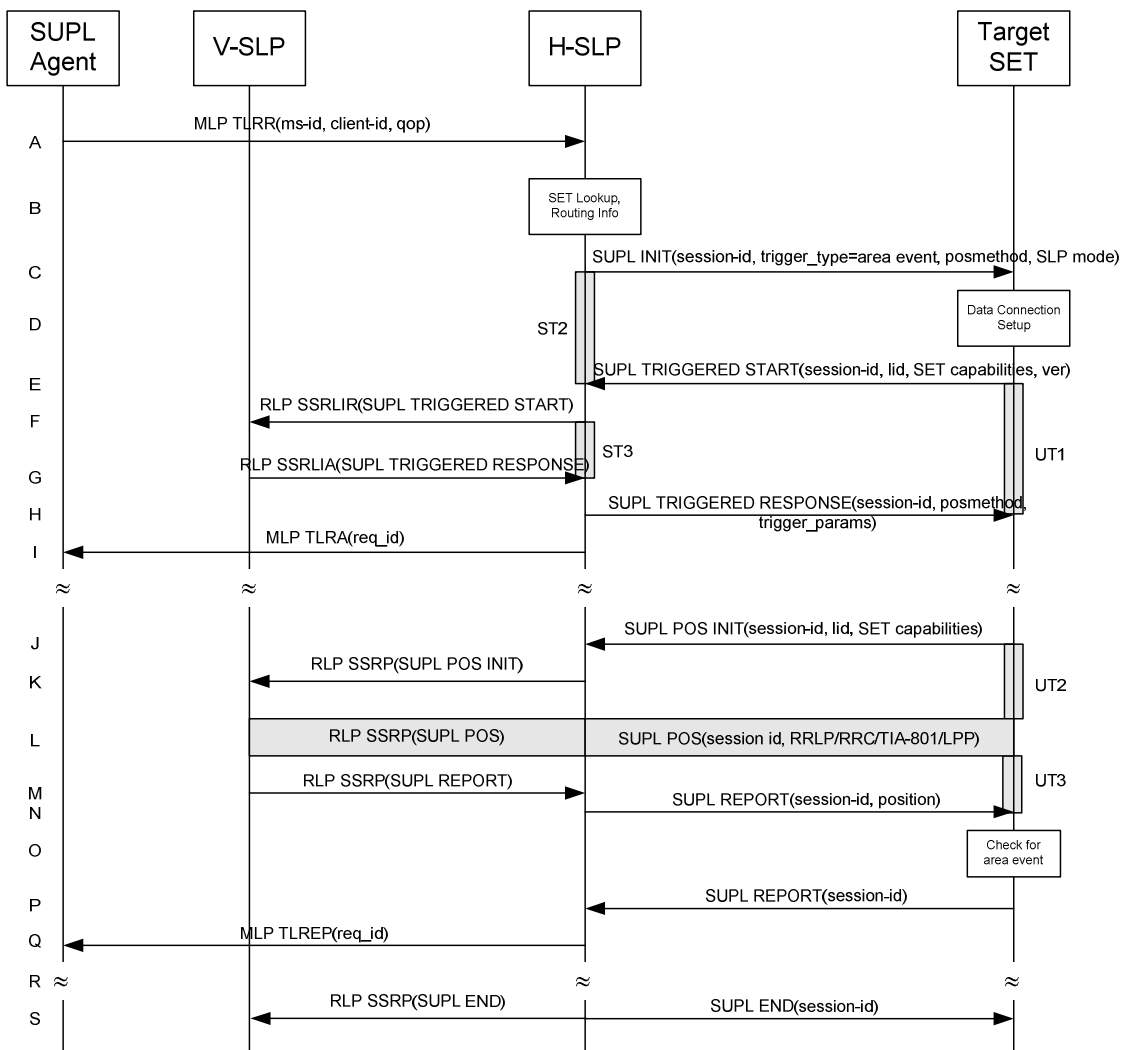 SUPL
Agent
V-SLP
H-SLP
Target
SET
A
MLP TLRR(ms-id, client-id, qop)
B
SET Lookup,
Routing Info
C
SUPL INIT(session-id, trigger_type=area event, posmethod, SLP mode)
D
ST2
Data Connection
Setup
E
SUPL TRIGGERED START(session-id, lid, SET capabilities, ver)
F
RLP SSRLIR(SUPL TRIGGERED START)
ST3
UT1
G
RLP SSRLIA(SUPL TRIGGERED RESPONSE)
H
SUPL TRIGGERED RESPONSE(session-id, posmethod,
trigger_params)
I
MLP TLRA(req_id)
≈ ≈ ≈ ≈
J
SUPL POS INIT(session-id, lid, SET capabilities)
K
RLP SSRP(SUPL POS INIT)
UT2
L
RLP SSRP(SUPL POS)
SUPL POS(session id, RRLP/RRC/TIA-801/LPP)
M
RLP SSRP(SUPL REPORT)
UT3
N
SUPL REPORT(session-id, position)
O
Check for
area event
P
SUPL REPORT(session-id)
Q
MLP TLREP(req_id)
R
≈ ≈ ≈
S
RLP SSRP(SUPL END)
SUPL END(session-id)